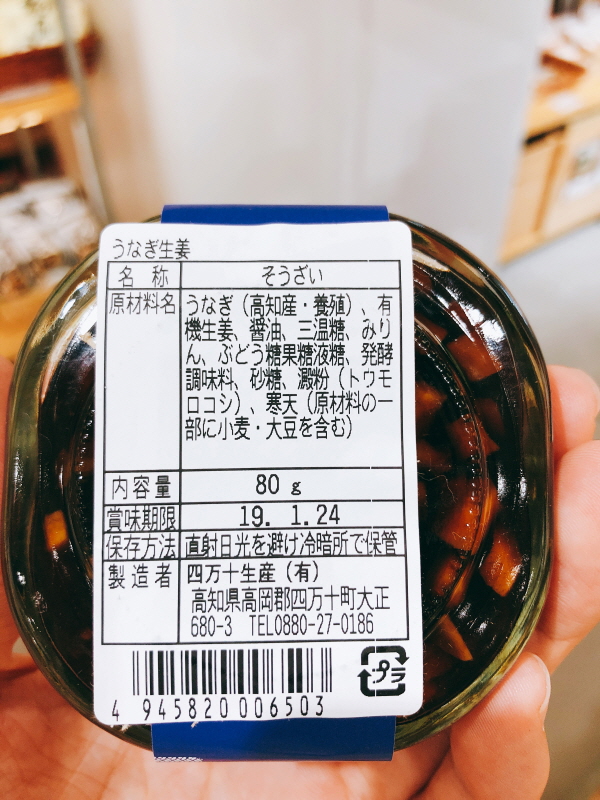 うなぎ生姜
名 称 そうざい
原材料名 うなぎ（高知産・養殖）、有
機生姜、醤油、三温糖、みり
ん、ぶどう糖果糖液糖、発酵
調味料、砂糖、澱粉（トウモ
ロコシ）、寒天（原材料の一
部に小麦・大豆を含む）
内容量 80 g
賞味期限 19. 1.24
保存方法 直射日光を避け冷暗所で保管
製造者 四万十生産（有）
高知県高岡郡四万十町大正
680-3 TEL0880-27-0186
プラ
4 945820 006503